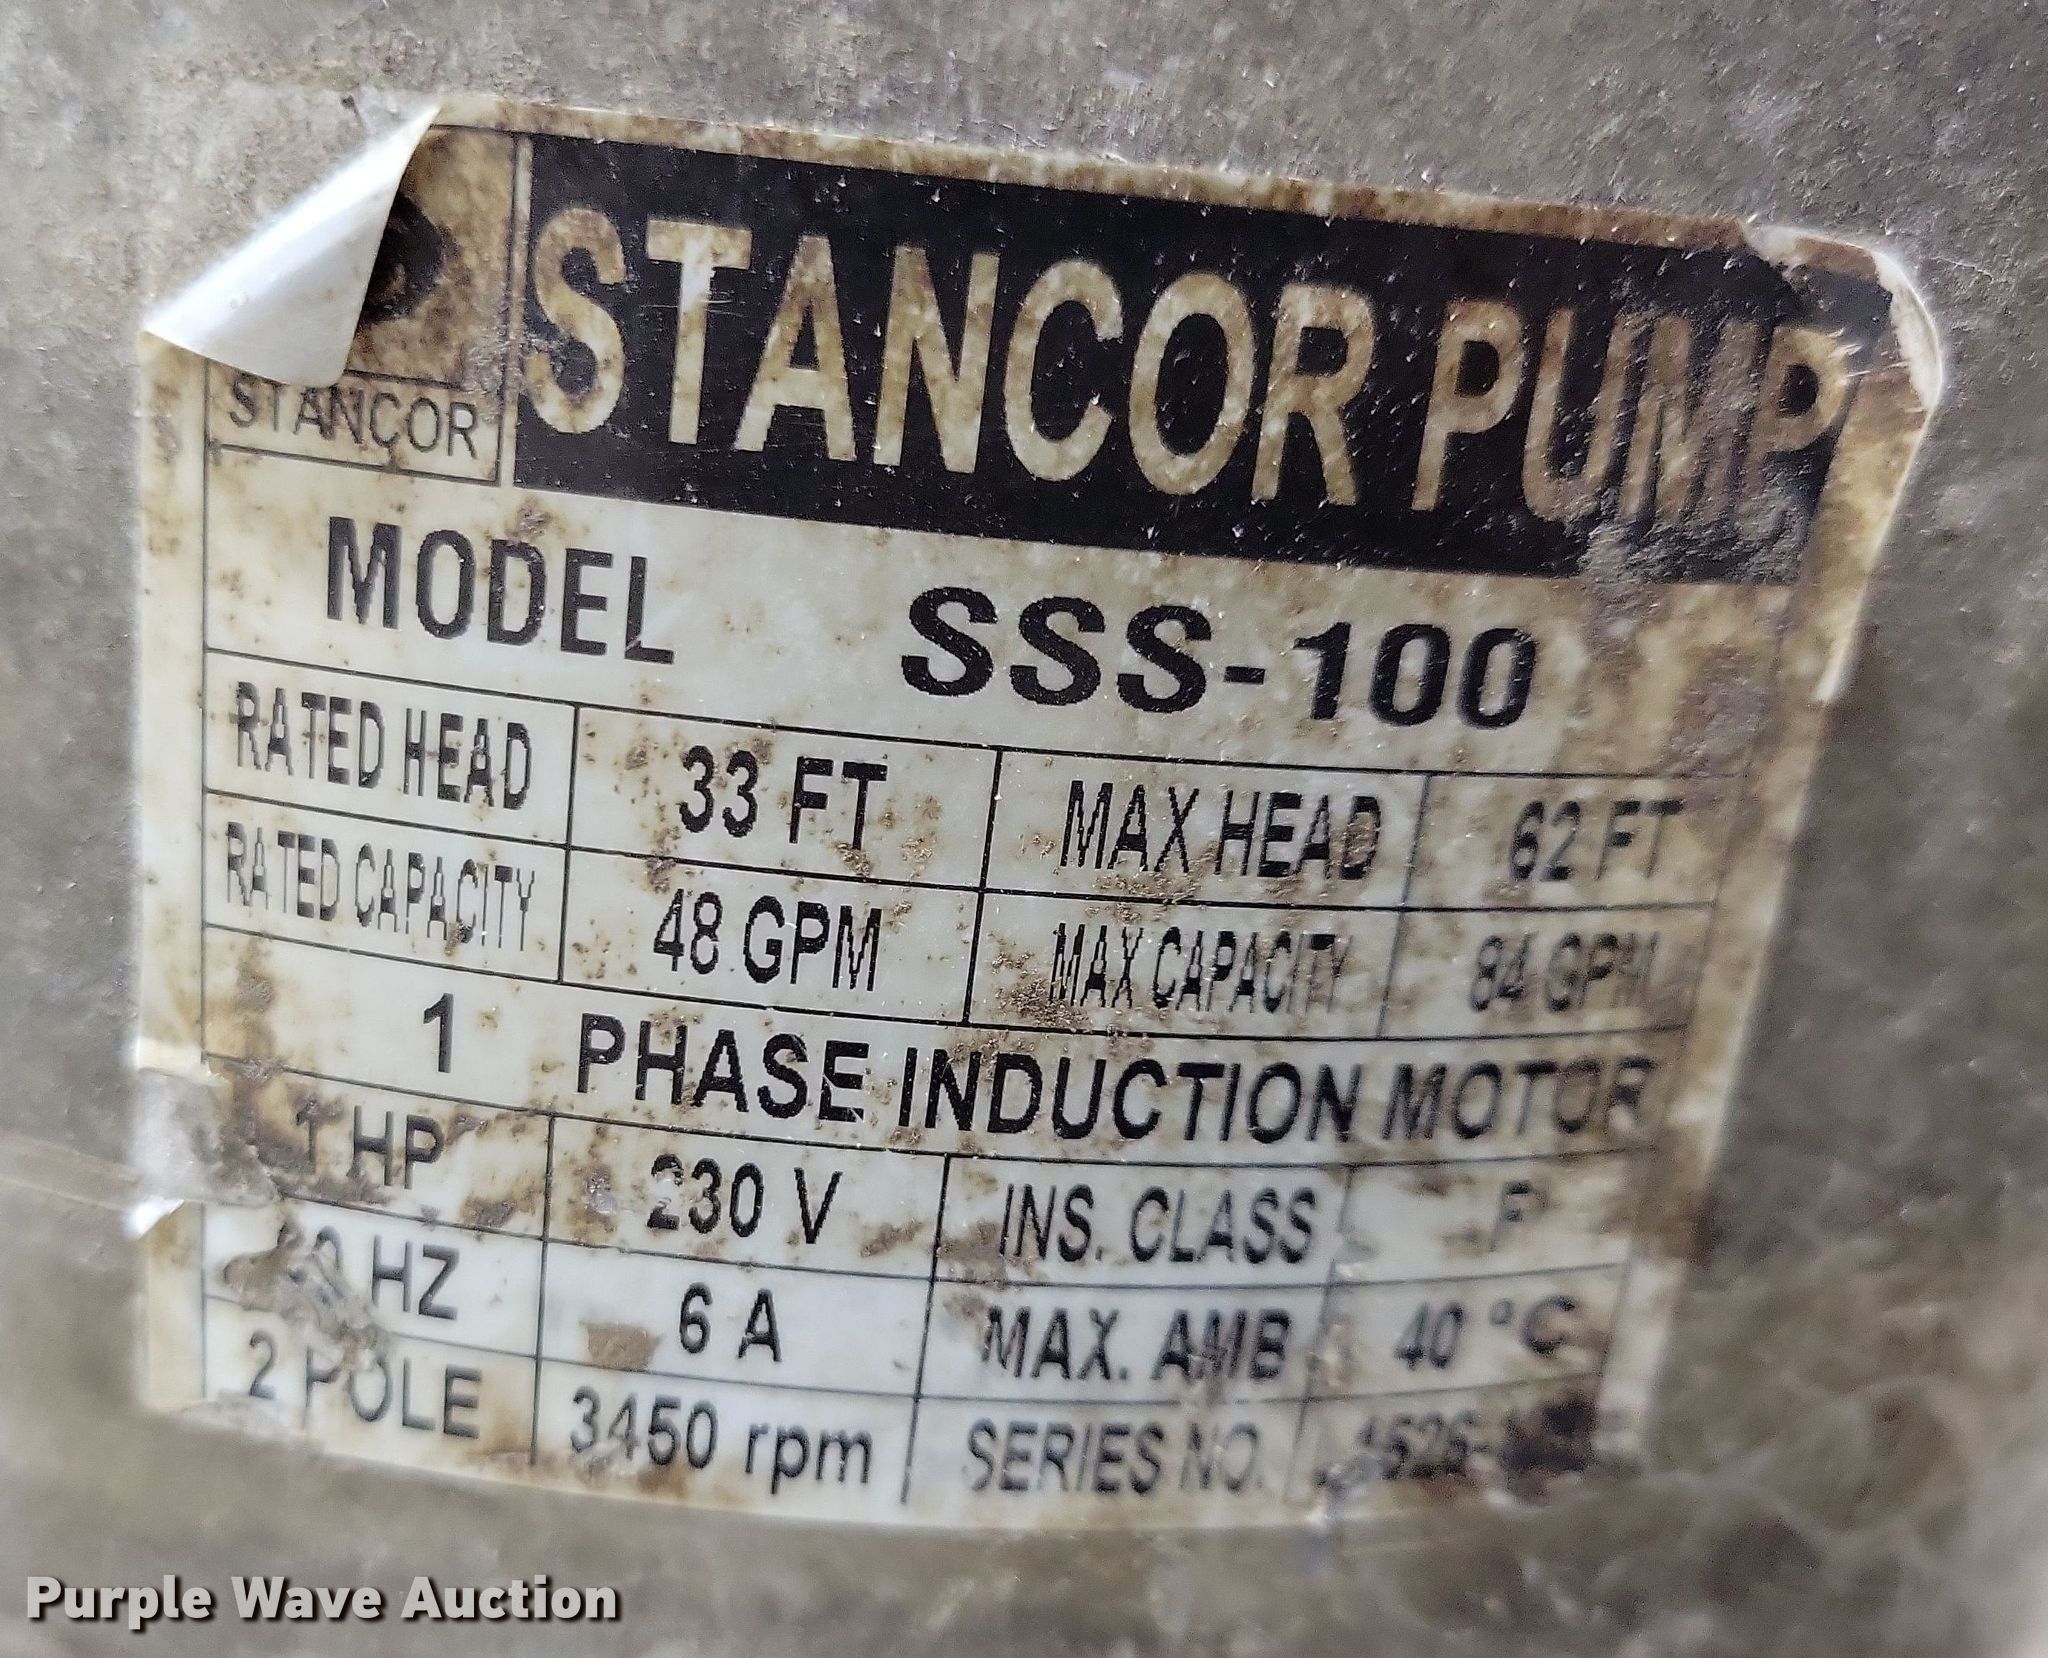 STANCOR PUMP
STANCOR
MODEL SSS-100
RATED HEAD 33 FT MAX HEAD 62 FT
RATED CAPACITY 48 GPM MAX CAPACITY 84 GPM
1 PHASE INDUCTION MOTOR
1 HP 230 V INS. CLASS F
HZ 6 A MAX. AMB 40 °C
2 POLE 3450 rpm SERIES NO.
Purple Wave Auction